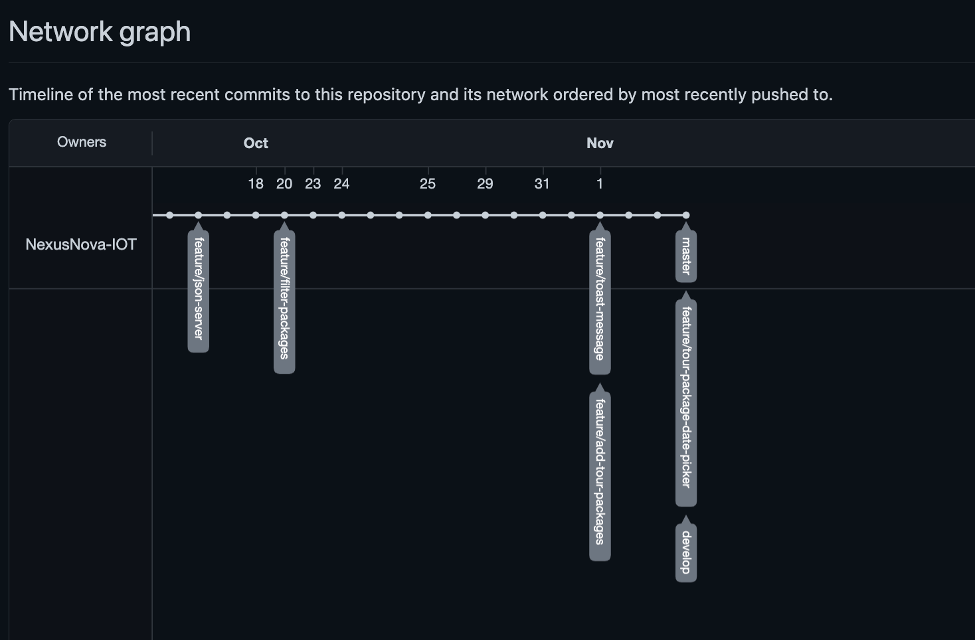 Network graph
Timeline of the most recent commits to this repository and its network ordered by most recently pushed to.
Owners
Oct
Nov
18 20 23 24 25 29 31 1
NexusNova-IOT
feature/json-server
feature/filter-packages
feature/toast-message
feature/add-tour-packages
master
feature/tour-package-date-picker
develop